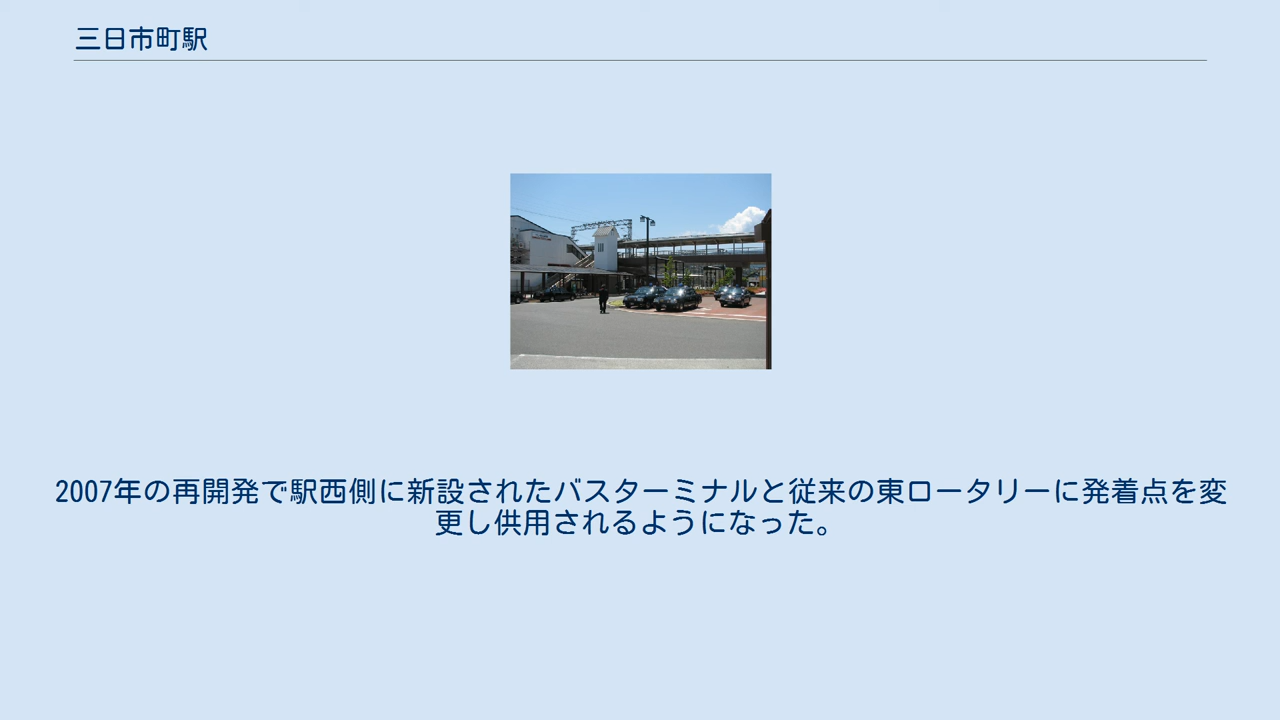 三日市町駅
2007年の再開発で駅西側に新設されたバスターミナルと従来の東ロータリーに発着点を変
更し供用されるようになった。